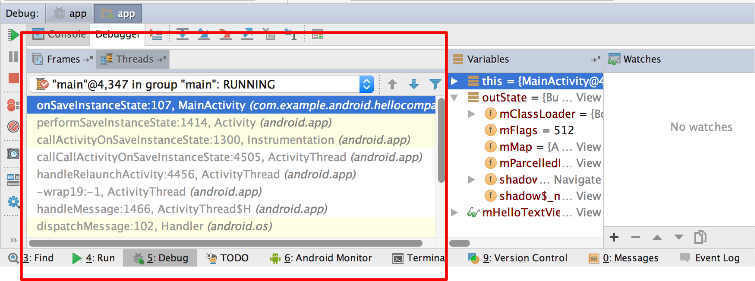 Debug: app app
Console Debugger
Frames Threads
"main"@4,347 in group "main": RUNNING
onSaveInstanceState:107, MainActivity (com.example.android.hellocompa
performSaveInstanceState:1414, Activity (android.app)
callActivityOnSaveInstanceState:1300, Instrumentation (android.app)
callCallActivityOnSaveInstanceState:4505, ActivityThread (android.app)
handleRelaunchActivity:4456, ActivityThread (android.app)
-wrap19:-1, ActivityThread (android.app)
handleMessage:1466, ActivityThread$H (android.app)
dispatchMessage:102, Handler (android.os)
Variables
this = {MainActivity@4
outState = {Bu ... View
mClassLoader = {Bo
mFlags = 512
mMap = {A ... View
mParcelledI
shadov ... Navigate
shadow$_n
mHelloTextView ... View
Watches
No watches
3: Find 4: Run 5: Debug TODO 6: Android Monitor Termina 9: Version Control 0: Messages Event Log